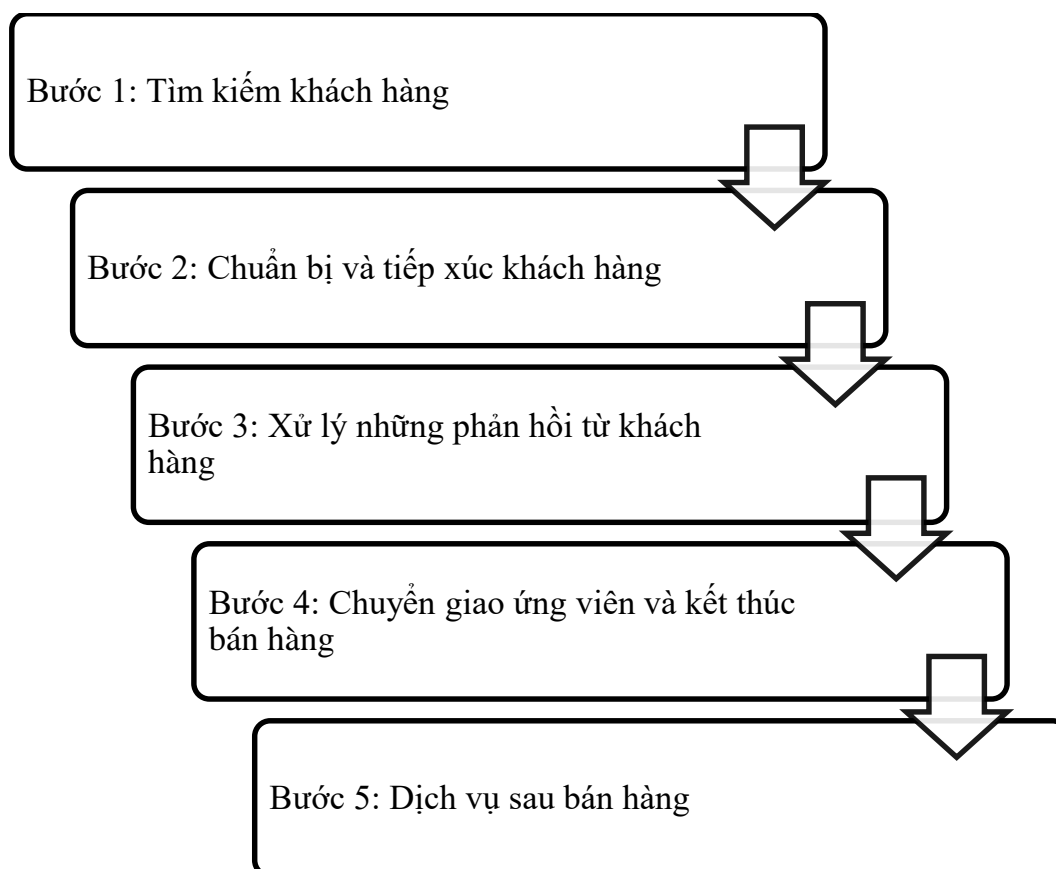 Bước 1: Tìm kiếm khách hàng
Bước 2: Chuẩn bị và tiếp xúc khách hàng
Bước 3: Xử lý những phản hồi từ khách
hàng
Bước 4: Chuyển giao ứng viên và kết thúc
bán hàng
Bước 5: Dịch vụ sau bán hàng